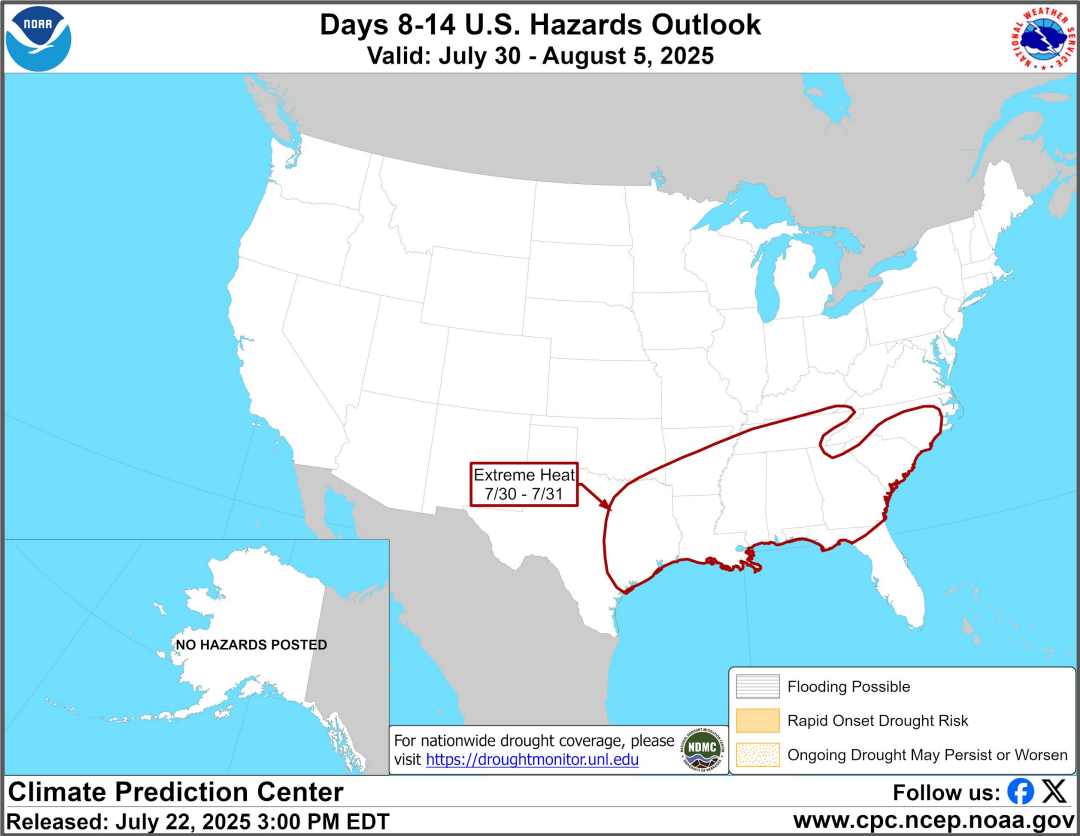 NOAA
Days 8-14 U.S. Hazards Outlook
Valid: July 30 - August 5, 2025
NATIONAL WEATHER SERVICE
Extreme Heat
7/30 - 7/31
NO HAZARDS POSTED
Flooding Possible
Rapid Onset Drought Risk
Ongoing Drought May Persist or Worsen
For nationwide drought coverage, please
visit https://droughtmonitor.unl.edu
NDMC
Climate Prediction Center
Follow us:
Released: July 22, 2025 3:00 PM EDT
www.cpc.ncep.noaa.gov